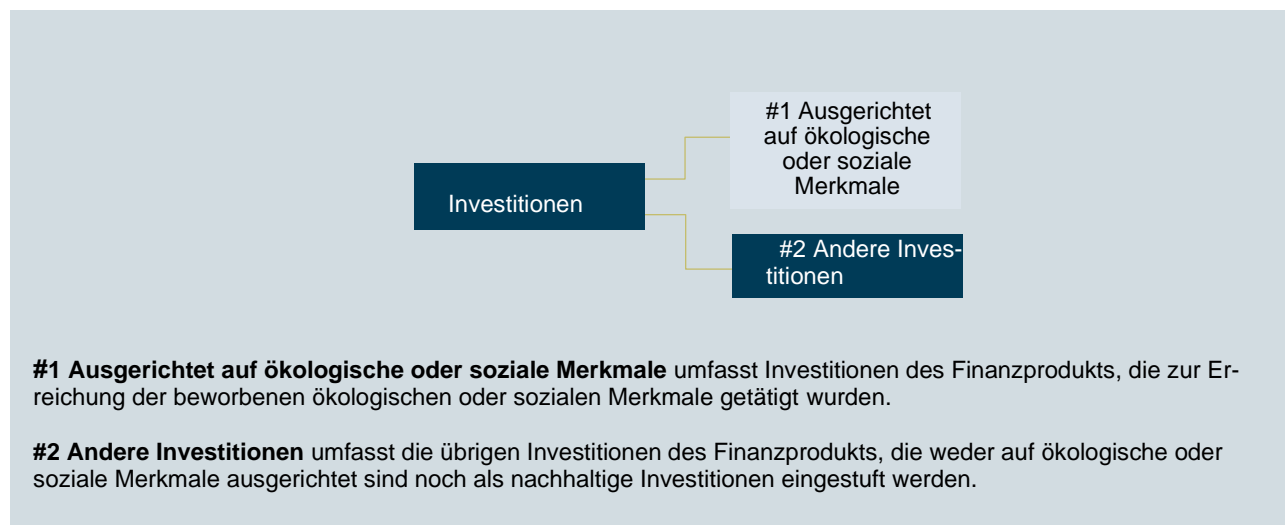 #1 Ausgerichtet
auf ökologische
oder soziale
Merkmale
Investitionen
#2 Andere Inves-
titionen
#1 Ausgerichtet auf ökologische oder soziale Merkmale umfasst Investitionen des Finanzprodukts, die zur Er-
reichung der beworbenen ökologischen oder sozialen Merkmale getätigt wurden.
#2 Andere Investitionen umfasst die übrigen Investitionen des Finanzprodukts, die weder auf ökologische oder
soziale Merkmale ausgerichtet sind noch als nachhaltige Investitionen eingestuft werden.